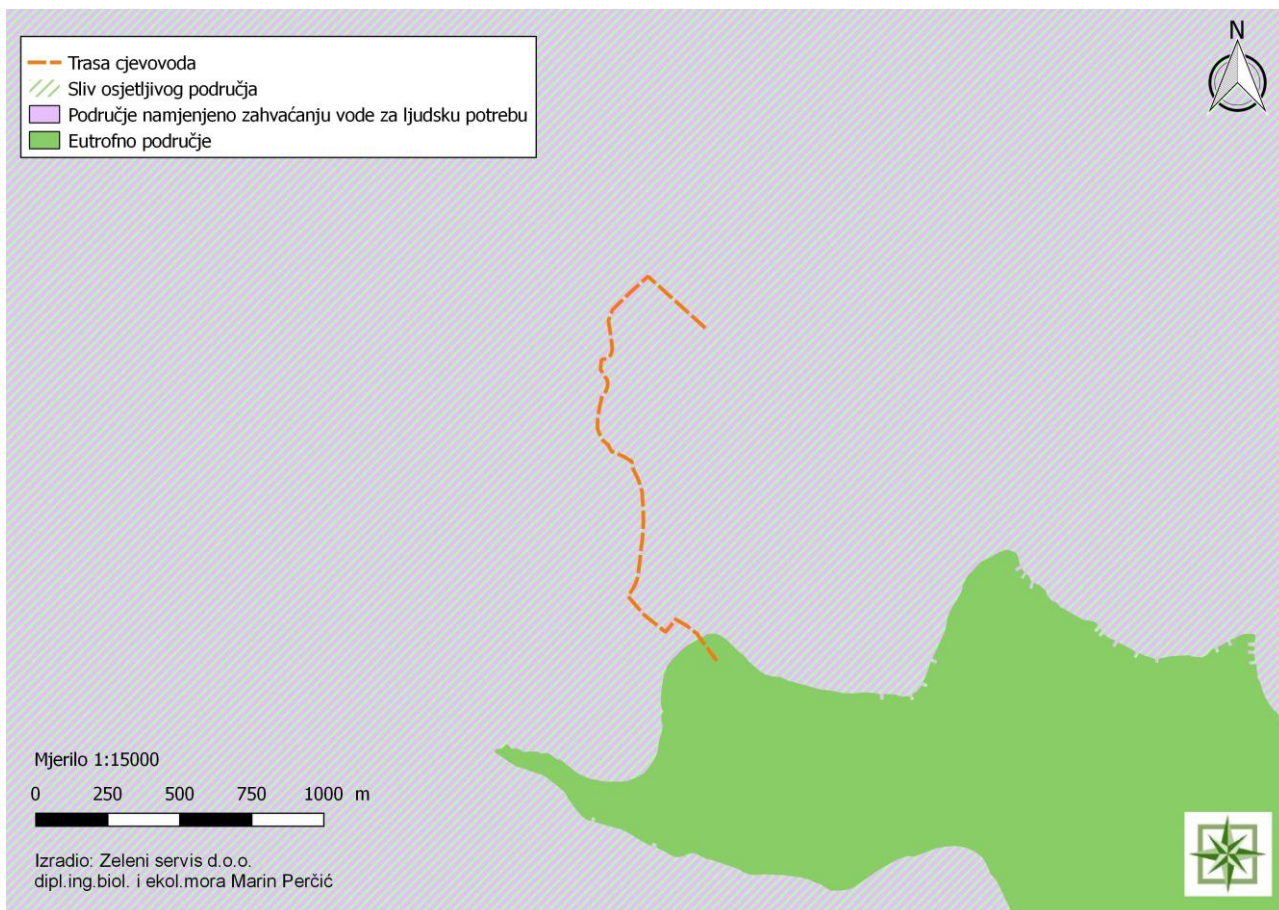 N
Trasa cjevovoda
Sliv osjetljivog područja
Područje namjenjeno zahvaćanju vode za ljudsku potrebu
Eutrofno područje
Mjerilo 1:15000
0 250 500 750 1000 m
Izradio: Zeleni servis d.o.o.
dipl.ing.biol. i ekol.mora Marin Perčić